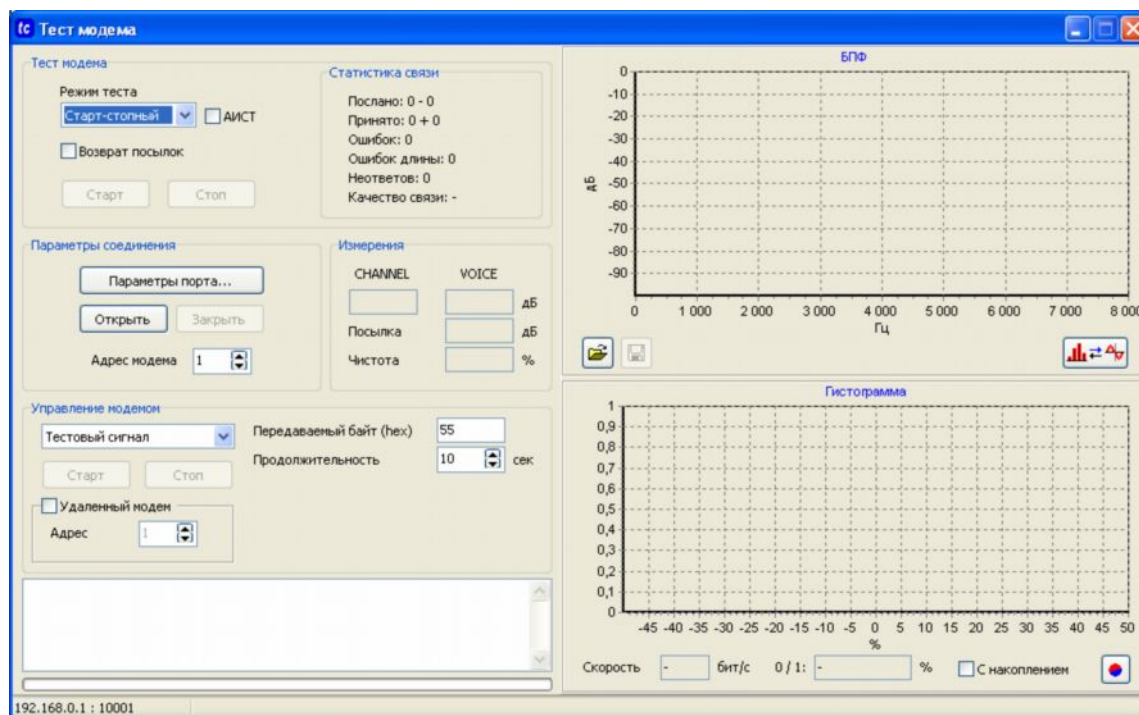 tc Тест модема
Тест модема
Режим теста
Старт-стопный
АИСТ
Возврат посылок
Старт Стоп
Статистика связи
Послано: 0 - 0
Принято: 0 + 0
Ошибок: 0
Ошибок длины: 0
Неответов: 0
Качество связи: -
Параметры соединения
Параметры порта...
Открыть Закрыть
Адрес модема 1
Измерения
CHANNEL VOICE
дБ
Посылка дБ
Чистота %
Управление модемом
Тестовый сигнал
Передаваемый байт (hex) 55
Продолжительность 10 сек
Старт Стоп
Удаленный модем
Адрес 1
БПФ
0
-10
-20
-30
-40
-50
-60
-70
-80
-90
дБ
0 1 000 2 000 3 000 4 000 5 000 6 000 7 000 8 000
Гц
Гистограмма
1
0,9
0,8
0,7
0,6
0,5
0,4
0,3
0,2
0,1
0
-45 -40 -35 -30 -25 -20 -15 -10 -5 0 5 10 15 20 25 30 35 40 45 50
%
Скорость - бит/с 0 / 1: - % С накоплением
192.168.0.1 : 10001